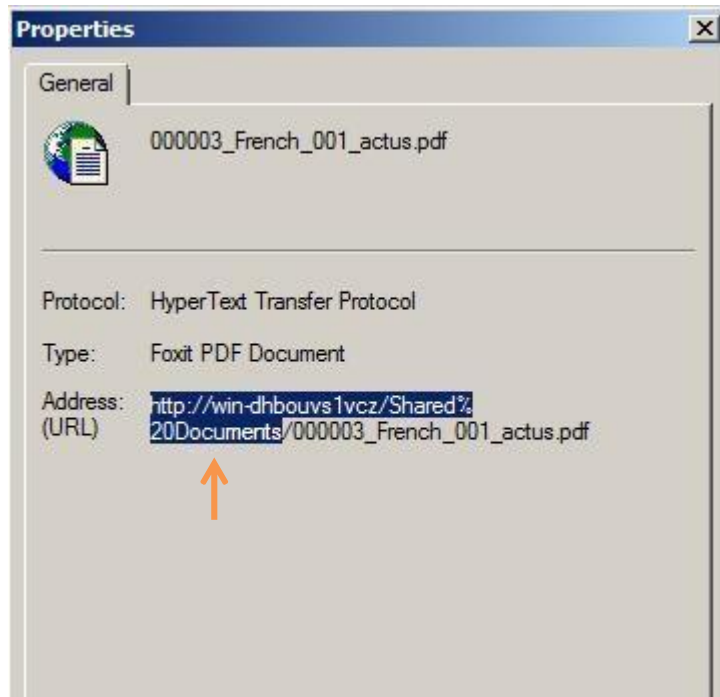 Properties
General
000003_French_001_actus.pdf
Protocol: HyperText Transfer Protocol
Type: Foxit PDF Document
Address: http://win-dhbouvs1vcz/Shared%
(URL) 20Documents/000003_French_001_actus.pdf